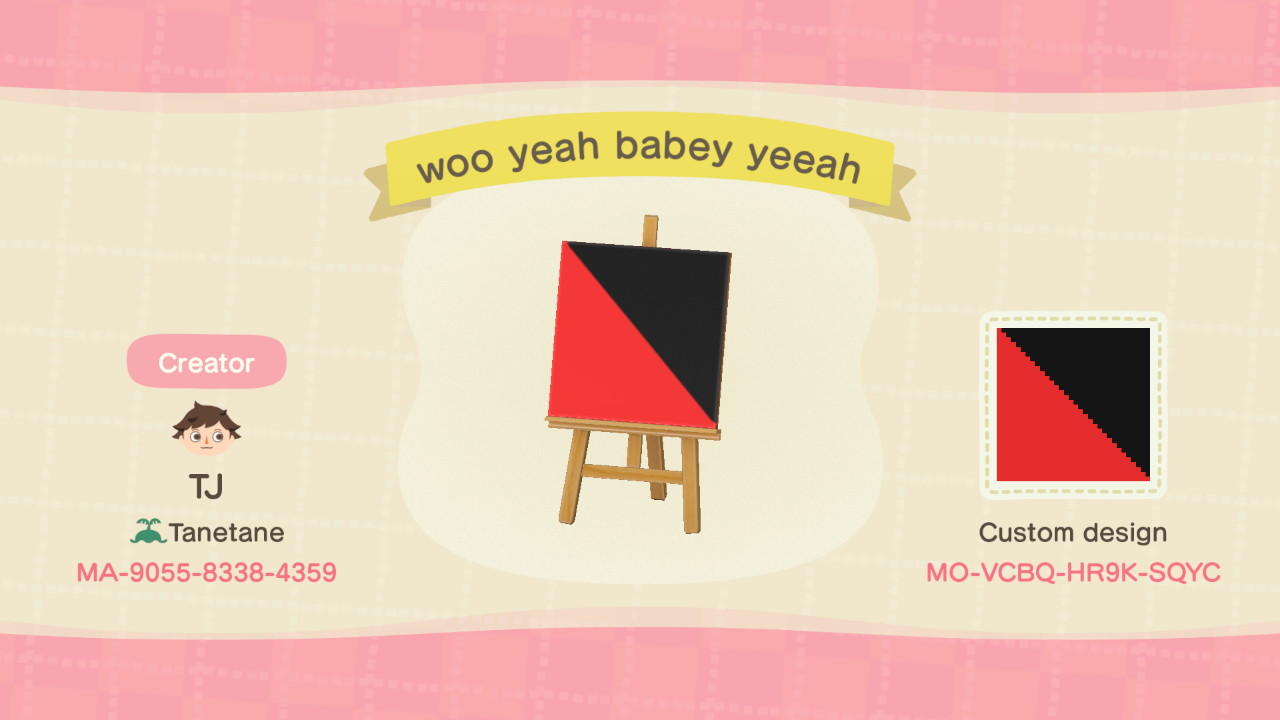 woo yeah babey yeeah
Creator
TJ
Tanetane
MA-9055-8338-4359
Custom design
MO-VCBQ-HR9K-SQYC